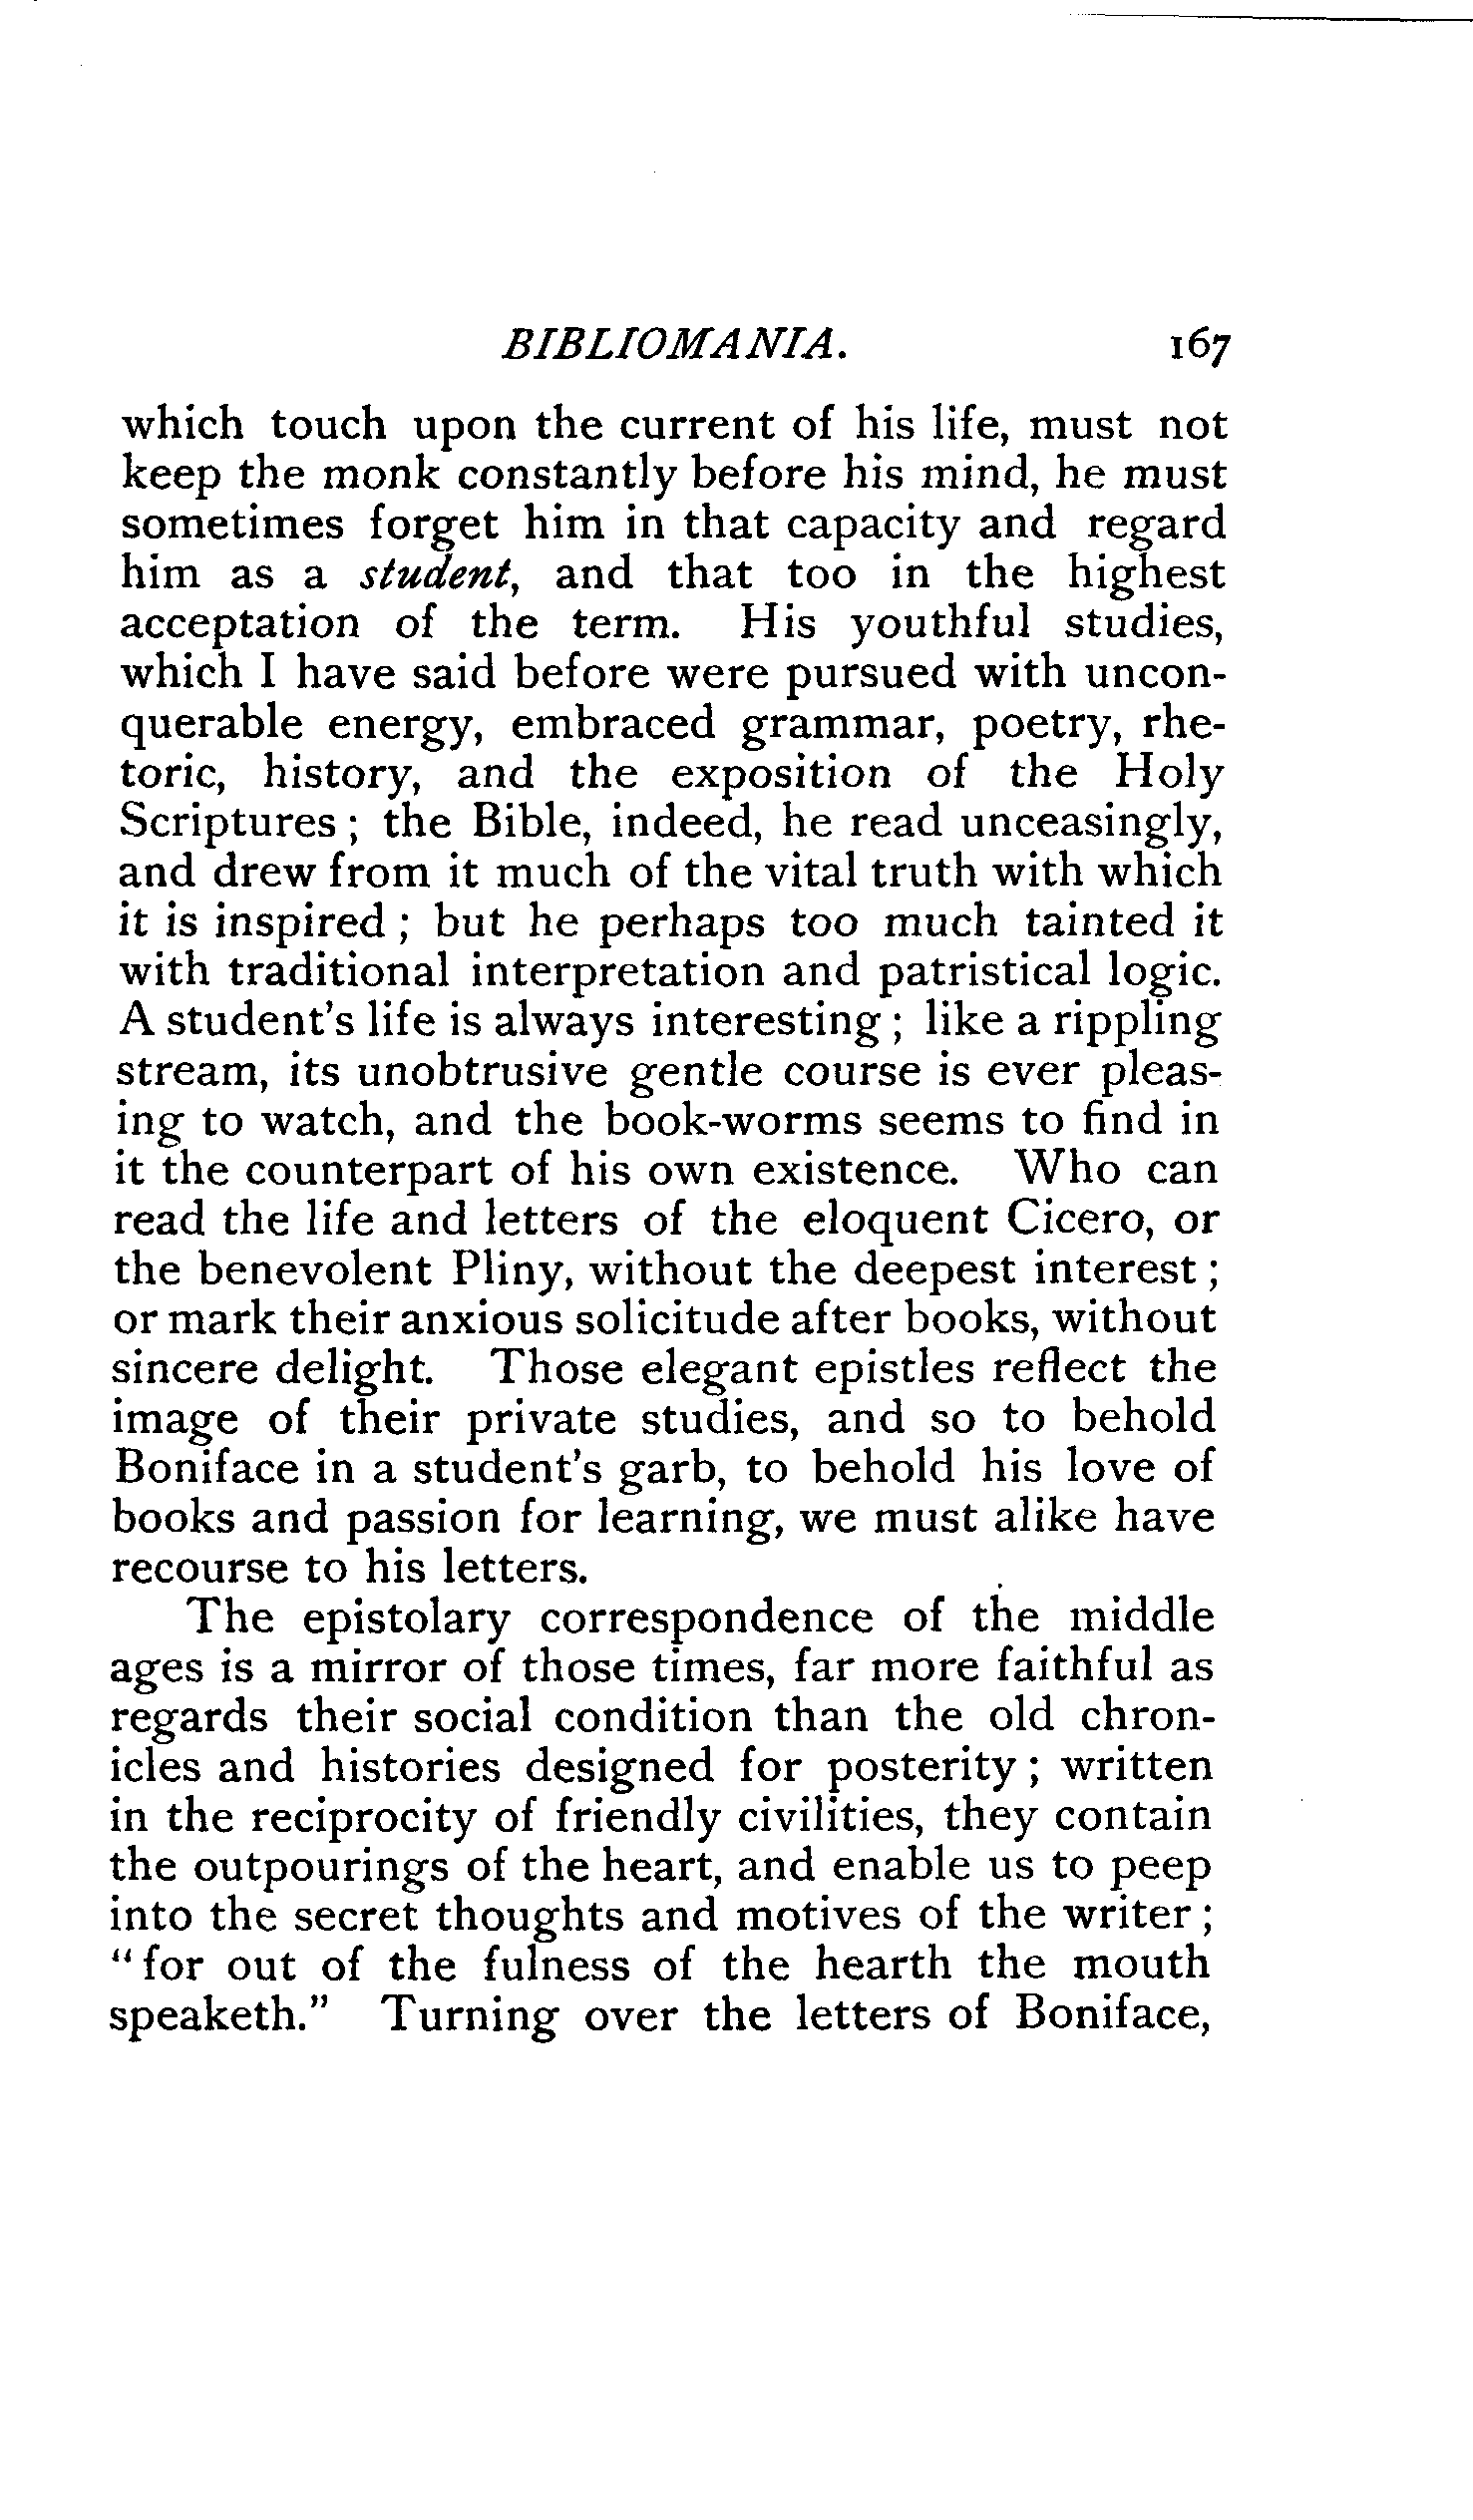 BIBLIOMANIA. 167
which touch upon the current of his life, must not
keep the monk constantly before his mind, he must
sometimes forget him in that capacity and regard
him as a student, and that too in the highest
acceptation of the term. His youthful studies,
which I have said before were pursued with uncon-
querable energy, embraced grammar, poetry, rhe-
toric, history, and the exposition of the Holy
Scriptures ; the Bible, indeed, he read unceasingly,
and drew from it much of the vital truth with which
it is inspired ; but he perhaps too much tainted it
with traditional interpretation and patristical logic.
A student's life is always interesting ; like a rippling
stream, its unobtrusive gentle course is ever pleas-
ing to watch, and the book-worms seems to find in
it the counterpart of his own existence. Who can
read the life and letters of the eloquent Cicero, or
the benevolent Pliny, without the deepest interest ;
or mark their anxious solicitude after books, without
sincere delight. Those elegant epistles reflect the
image of their private studies, and so to behold
Boniface in a student's garb, to behold his love of
books and passion for learning, we must alike have
recourse to his letters.
The epistolary correspondence of the middle
ages is a mirror of those times, far more faithful as
regards their social condition than the old chron-
icles and histories designed for posterity ; written
in the reciprocity of friendly civilities, they contain
the outpourings of the heart, and enable us to peep
into the secret thoughts and motives of the writer ;
"for out of the fulness of the hearth the mouth
speaketh." Turning over the letters of Boniface,